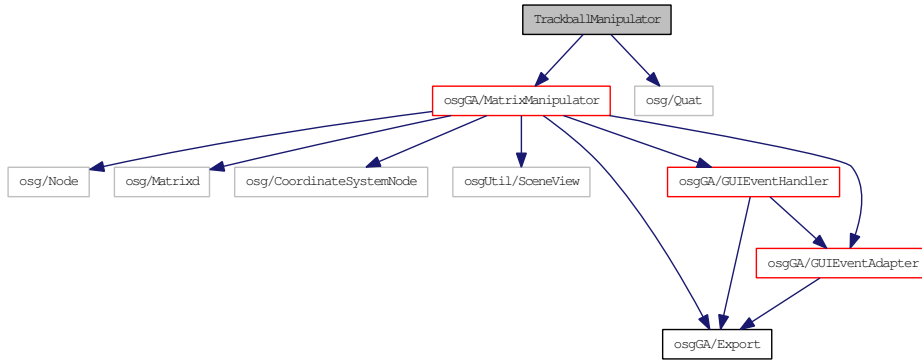 TrackballManipulator
osgGA/MatrixManipulator
osg/Quat
osg/Node
osg/Matrixd
osg/CoordinateSystemNode
osgUtil/SceneView
osgGA/GUIEventHandler
osgGA/GUIEventAdapter
osgGA/Export